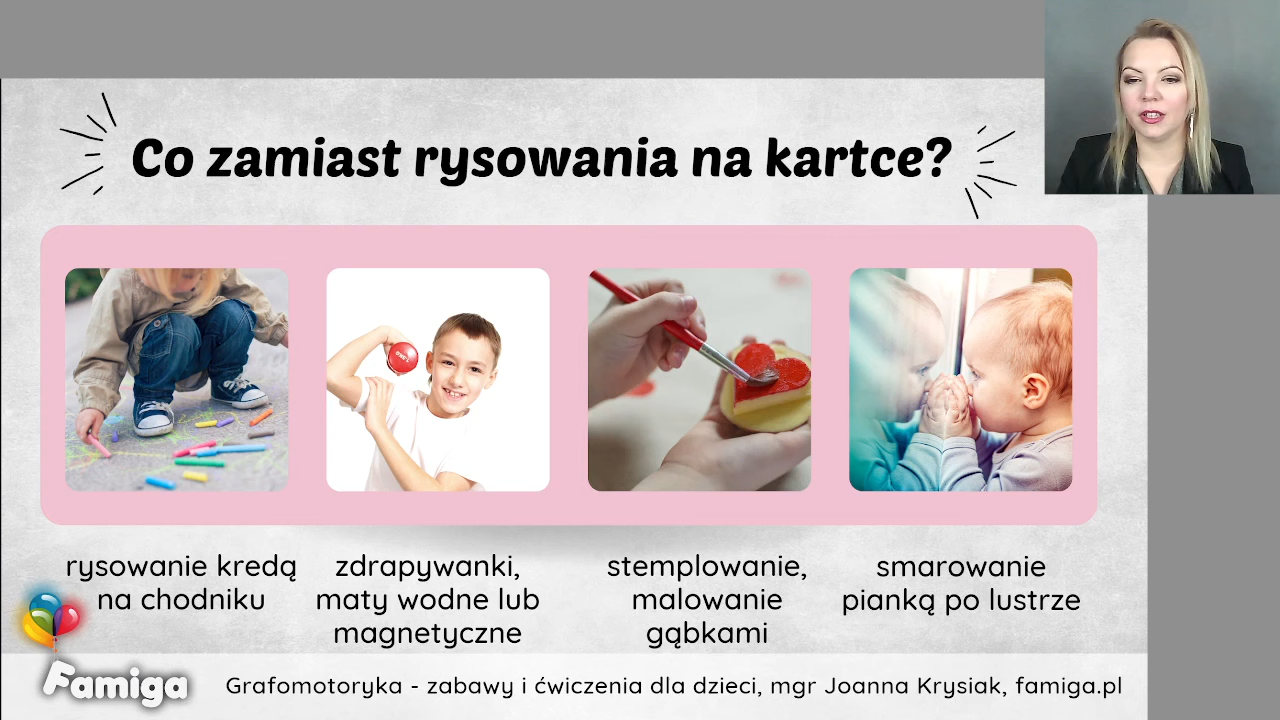 Co zamiast rysowania na kartce?
rysowanie kredą
na chodniku
zdrapywanki,
maty wodne lub
magnetyczne
stemplowanie,
malowanie
gąbkami
smarowanie
pianką po lustrze
Famiga
Grafomotoryka - zabawy i ćwiczenia dla dzieci, mgr Joanna Krysiak, famiga.pl